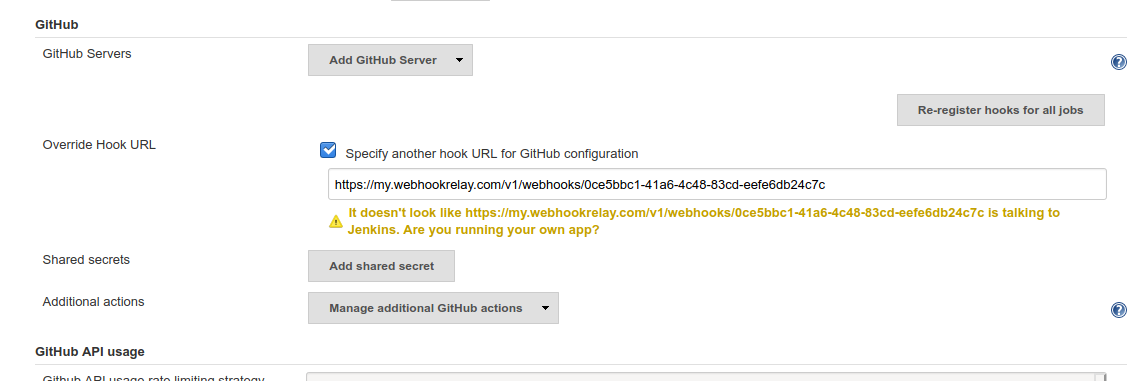 GitHub
GitHub Servers
Add GitHub Server
Re-register hooks for all jobs
Override Hook URL
Specify another hook URL for GitHub configuration
https://my.webhookrelay.com/v1/webhooks/0ce5bbc1-41a6-4c48-83cd-eefe6db24c7c
It doesn't look like https://my.webhookrelay.com/v1/webhooks/0ce5bbc1-41a6-4c48-83cd-eefe6db24c7c is talking to
Jenkins. Are you running your own app?
Shared secrets
Add shared secret
Additional actions
Manage additional GitHub actions
GitHub API usage
Github API usage rate limiting strategy